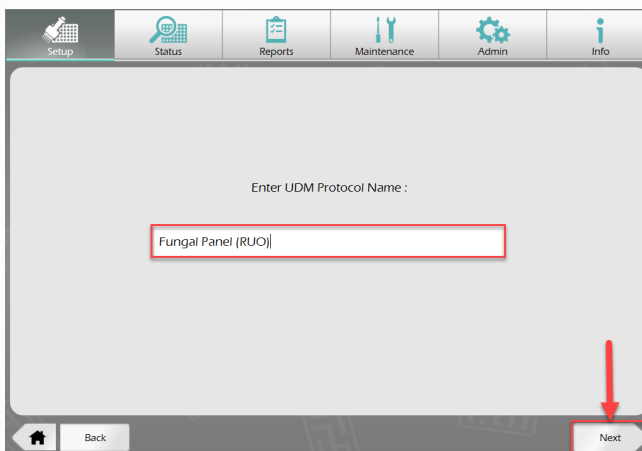 Setup
Status
Reports
Maintenance
Admin
Info
Enter UDM Protocol Name :
Fungal Panel (RUO)
Back
Next